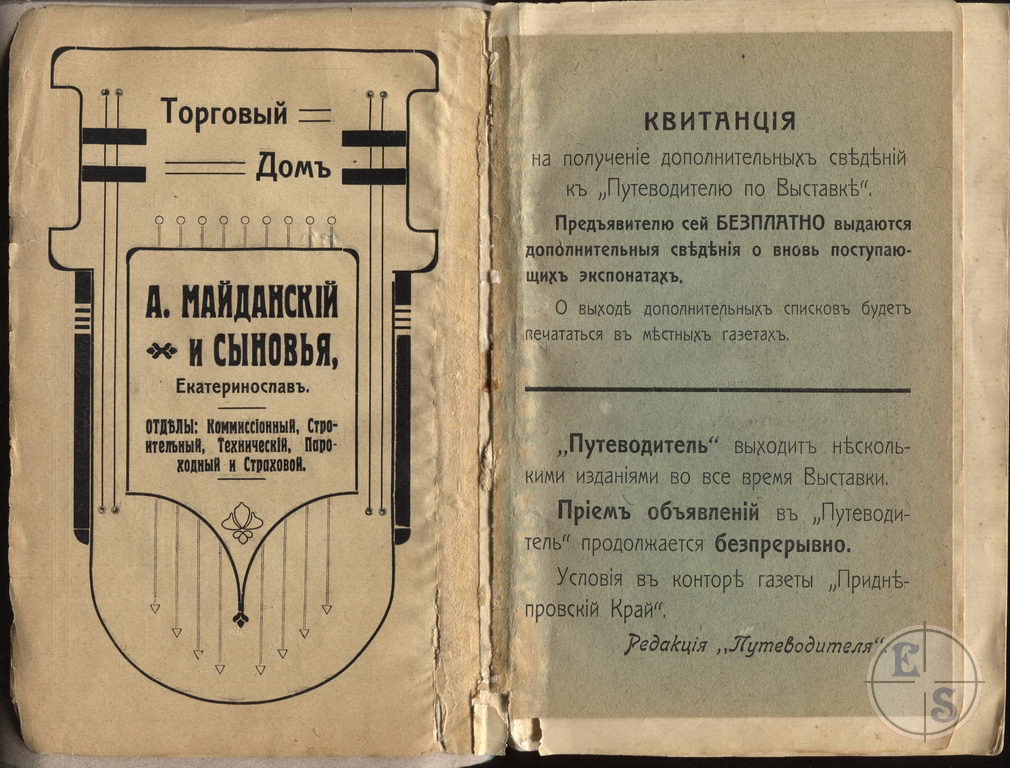 Торговый
Домъ
А. МАЙДАНСКІЙ
и СЫНОВЬЯ,
Екатеринославъ.
ОТДѢЛЫ: Коммиссіонный, Стро-
ительный, Техническій, Паро-
ходный и Страховой.
КВИТАНЦІЯ
на полученіе дополнительныхъ свѣдѣній
къ „Путеводителю по Выставкѣ“.
Предъявителю сей БЕЗПЛАТНО выдаются
дополнительныя свѣдѣнія о вновь поступаю-
щихъ экспонатахъ.
О выходѣ дополнительныхъ списковъ будетъ
печататься въ мѣстныхъ газетахъ.
„Путеводитель“ выходитъ нѣсколь-
кими изданіями во все время Выставки.
Пріемъ объявленій въ „Путеводи-
тель“ продолжается безпрерывно.
Условія въ конторѣ газеты „Приднѣ-
провскій Край“.
Редакція „Путеводителя“.
E
S